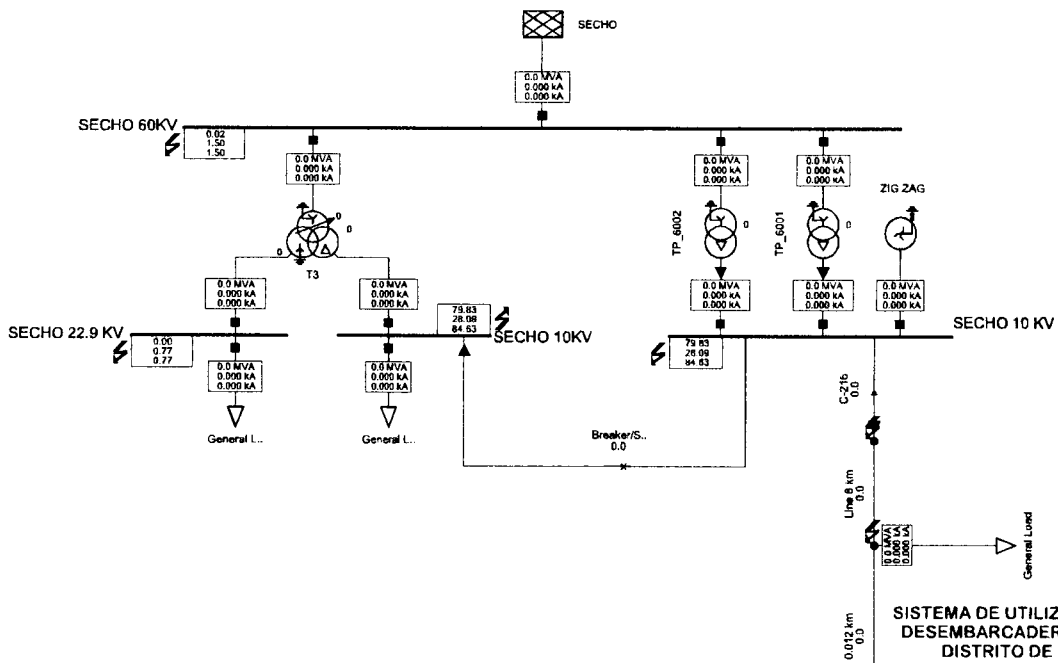 SECHO
0.0 MVA
0.000 kA
0.000 kA
SECHO 60KV
0.02
1.50
1.50
0.0 MVA
0.000 kA
0.000 kA
0.0 MVA
0.000 kA
0.000 kA
0.0 MVA
0.000 kA
0.000 kA
ZIG ZAG
0
0
0
T3
TP_6002
0
TP_6001
0
0.0 MVA
0.000 kA
0.000 kA
0.0 MVA
0.000 kA
0.000 kA
0.0 MVA
0.000 kA
0.000 kA
0.0 MVA
0.000 kA
0.000 kA
0.0 MVA
0.000 kA
0.000 kA
79.83
28.09
84.63
SECHO 22.9 KV
SECHO 10KV
SECHO 10 KV
0.00
0.77
0.77
79.83
28.09
84.63
0.0 MVA
0.000 kA
0.000 kA
0.0 MVA
0.000 kA
0.000 kA
General L..
General L..
Breaker/S..
0.0
C-216
0.0
Line 8 km
0.0
0.0 MVA
0.000 kA
0.000 kA
General Load
0.012 km
0.0
SISTEMA DE UTILIZ
DESEMBARCADER
DISTRITO DE